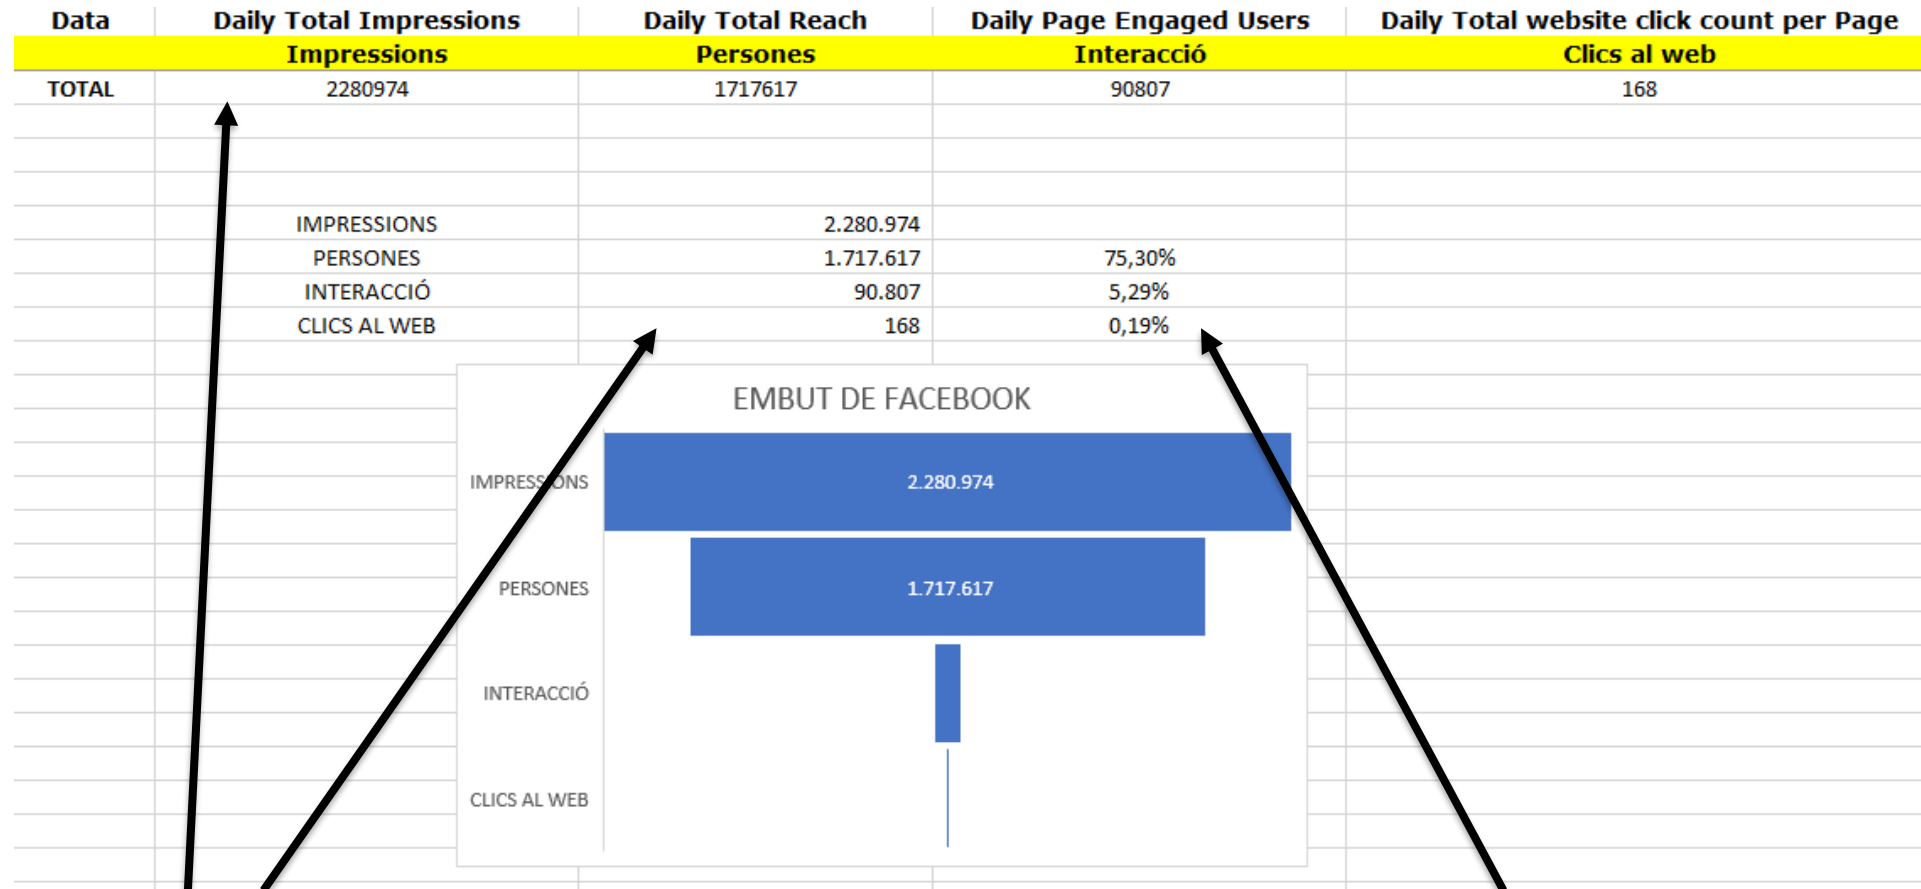 Data Daily Total Impressions Daily Total Reach Daily Page Engaged Users Daily Total website click count per Page
Impressions Persones Interacció Clics al web
TOTAL 2280974 1717617 90807 168
IMPRESSIONS 2.280.974
PERSONES 1.717.617 75,30%
INTERACCIÓ 90.807 5,29%
CLICS AL WEB 168 0,19%
EMBUT DE FACEBOOK
IMPRESSIONS 2.280.974
PERSONES 1.717.617
INTERACCIÓ
CLICS AL WEB